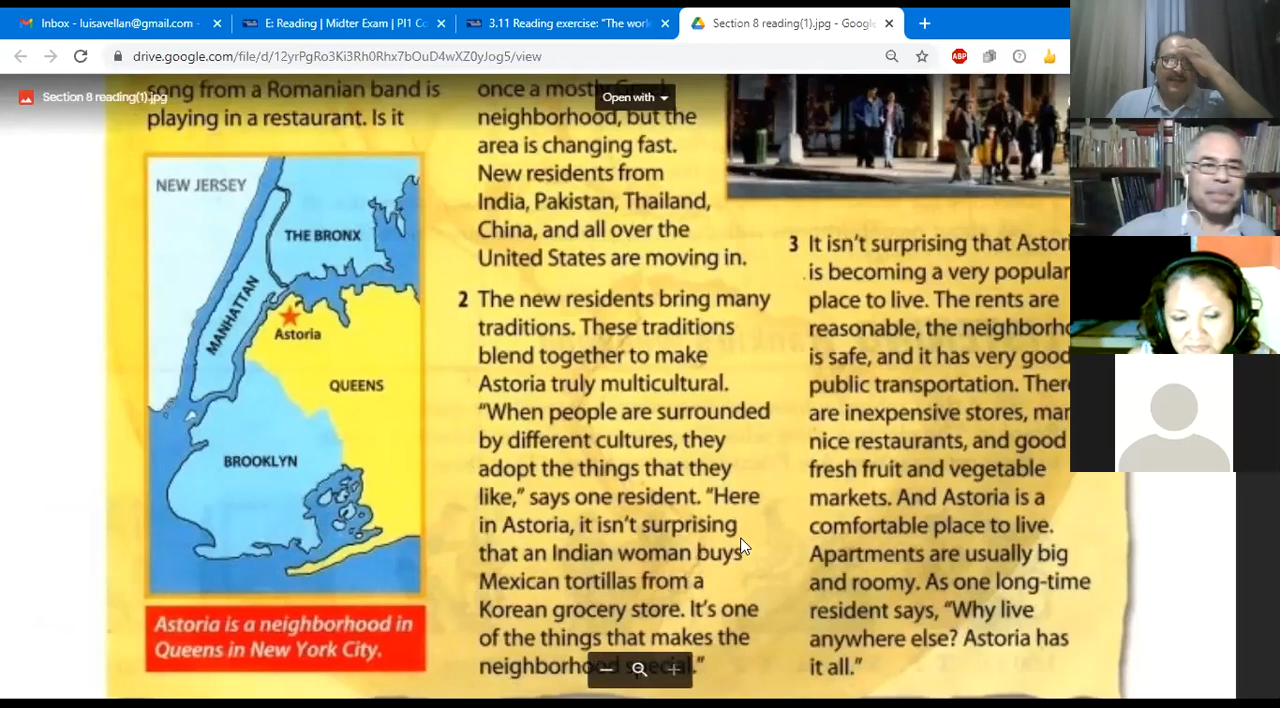 Inbox - luisavellan@gmail.com -
E: Reading | Midter Exam | PI1 Co
3.11 Reading exercise: "The worl
Section 8 reading(1).jpg - Google
drive.google.com/file/d/12yrPgRo3Ki3Rh0Rhx7bOuD4wXZ0yJog5/view
ABP
Section 8 reading(1).jpg
Open with
song from a Romanian band is
playing in a restaurant. Is it
NEW JERSEY
THE BRONX
MANHATTAN
Astoria
QUEENS
BROOKLYN
Astoria is a neighborhood in
Queens in New York City.
once a mostly
neighborhood, but the
area is changing fast.
New residents from
India, Pakistan, Thailand,
China, and all over the
United States are moving in.
2 The new residents bring many
traditions. These traditions
blend together to make
Astoria truly multicultural.
“When people are surrounded
by different cultures, they
adopt the things that they
like,” says one resident. “Here
in Astoria, it isn’t surprising
that an Indian woman buys
Mexican tortillas from a
Korean grocery store. It’s one
of the things that makes the
neighborhood special.”
3 It isn’t surprising that Astori
is becoming a very popular
place to live. The rents are
reasonable, the neighborho
is safe, and it has very good
public transportation. Ther
are inexpensive stores, mar
nice restaurants, and good
fresh fruit and vegetable
markets. And Astoria is a
comfortable place to live.
Apartments are usually big
and roomy. As one long-time
resident says, “Why live
anywhere else? Astoria has
it all.”